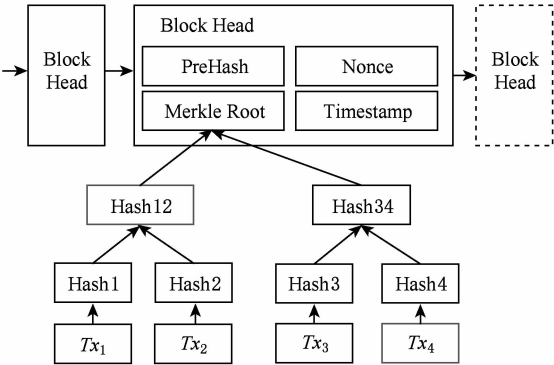 Block
Head
Block Head
PreHash
Nonce
Merkle Root
Timestamp
Block
Head
Hash12
Hash34
Hash1
Hash2
Hash3
Hash4
Tx₁
Tx₂
Tx₃
Tx₄